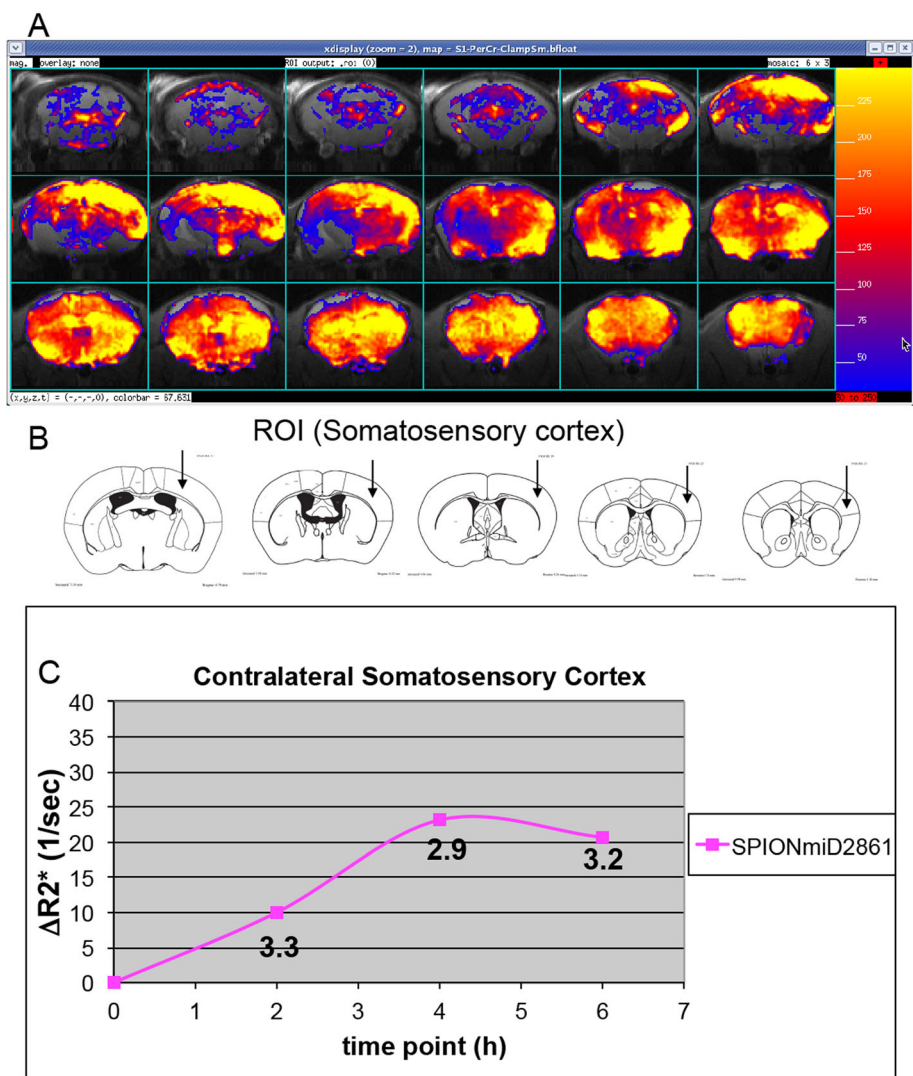 A
xdisplay (zoom = 2), map = S1-PerCr-ClampSm.bfloat
mag. overlay: none ROI output: .roi (0) mosaic: 6 x 3
225
200
175
150
125
100
75
50
(x,y,z,t) = (-,-,-,0), colorbar = 67.631
50 to 250
B
ROI (Somatosensory cortex)
C
Contralateral Somatosensory Cortex
40
35
30
25
20
15
10
5
0
ΔR2* (1/sec)
3.3
2.9
3.2
SPIONmiD2861
0 1 2 3 4 5 6 7
time point (h)